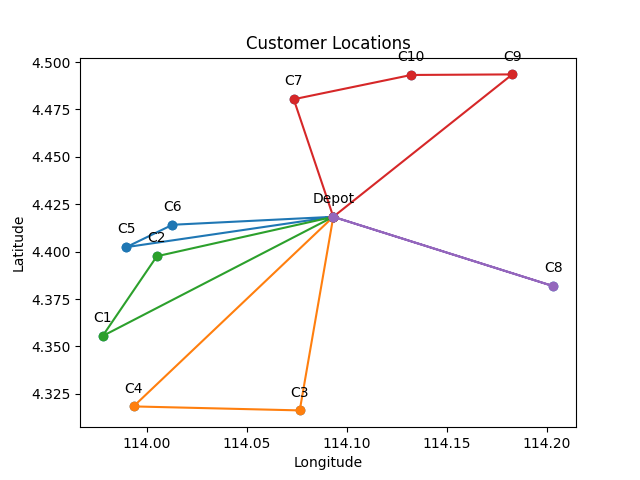 Customer Locations
4.500
4.475
4.450
4.425
4.400
4.375
4.350
4.325
Latitude
C10
C9
C7
Depot
C6
C5
C2
C8
C1
C4
C3
114.00
114.05
114.10
114.15
114.20
Longitude